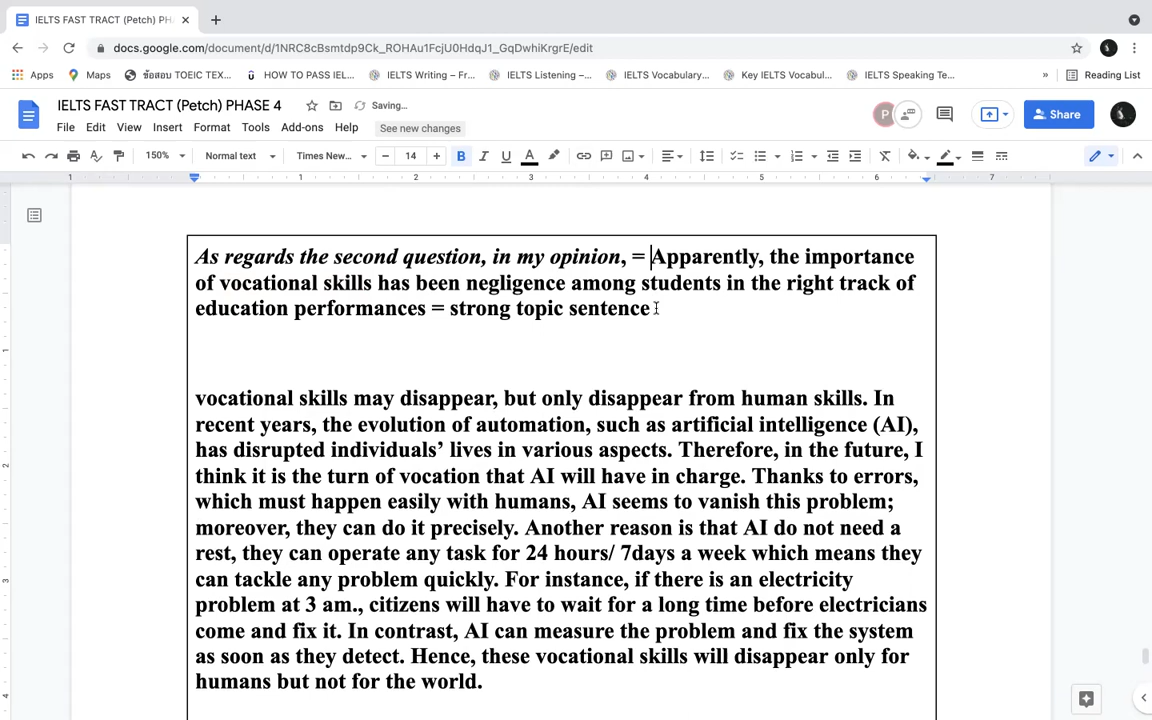 IELTS FAST TRACT (Petch) PH
docs.google.com/document/d/1NRC8cBsmtdp9Ck_ROHAu1FcjU0HdqJ1_GqDwhiKrgrE/edit
Apps Maps ข้อสอบ TOEIC TEX... HOW TO PASS IEL... IELTS Writing – Fr... IELTS Listening –... IELTS Vocabulary... Key IELTS Vocabul... IELTS Speaking Te... » Reading List
IELTS FAST TRACT (Petch) PHASE 4 Saving...
P Share
File Edit View Insert Format Tools Add-ons Help See new changes
150% Normal text Times New... 14 B I U A
1 1 2 3 4 5 6 7
As regards the second question, in my opinion, = Apparently, the importance
of vocational skills has been negligence among students in the right track of
education performances = strong topic sentence
vocational skills may disappear, but only disappear from human skills. In
recent years, the evolution of automation, such as artificial intelligence (AI),
has disrupted individuals’ lives in various aspects. Therefore, in the future, I
think it is the turn of vocation that AI will have in charge. Thanks to errors,
which must happen easily with humans, AI seems to vanish this problem;
moreover, they can do it precisely. Another reason is that AI do not need a
rest, they can operate any task for 24 hours/ 7days a week which means they
can tackle any problem quickly. For instance, if there is an electricity
problem at 3 am., citizens will have to wait for a long time before electricians
come and fix it. In contrast, AI can measure the problem and fix the system
as soon as they detect. Hence, these vocational skills will disappear only for
humans but not for the world.
1
2
3
4